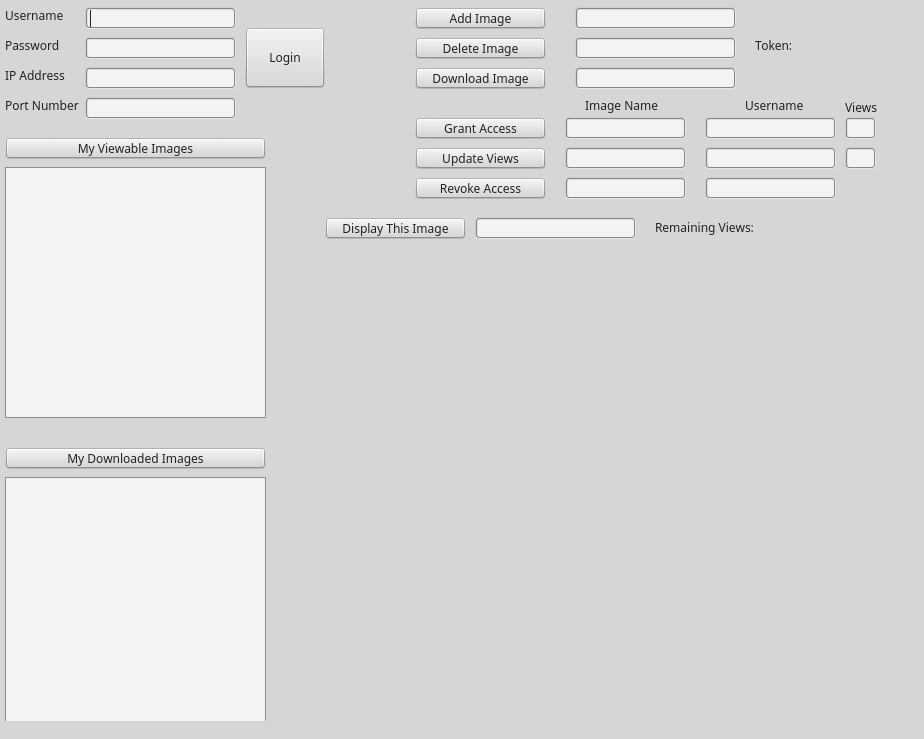 Username
Password
IP Address
Port Number
Login
My Viewable Images
My Downloaded Images
Add Image
Delete Image
Token:
Download Image
Image Name Username Views
Grant Access
Update Views
Revoke Access
Display This Image
Remaining Views: